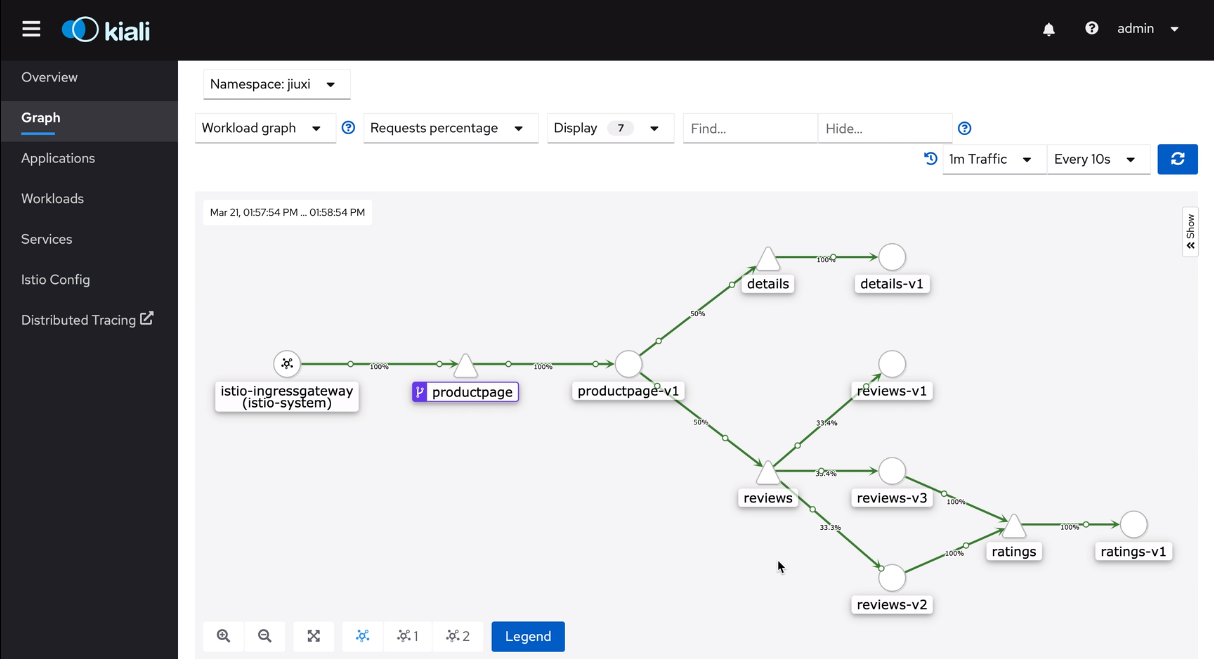 kiali
admin
Overview
Graph
Applications
Workloads
Services
Istio Config
Distributed Tracing
Namespace: jiuxi
Workload graph
Requests percentage
Display 7
Find...
Hide...
1m Traffic
Every 10s
Mar 21, 01:57:54 PM ... 01:58:54 PM
Show
100%
details
details-v1
50%
100%
100%
istio-ingressgateway
(istio-system)
productpage
productpage-v1
reviews-v1
50%
33.4%
33.4%
reviews
reviews-v3
100%
33.3%
100%
ratings
ratings-v1
100%
reviews-v2
1
2
Legend